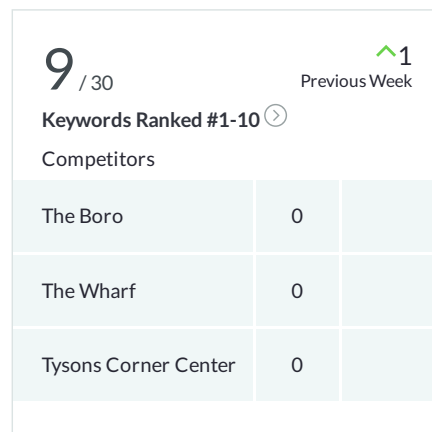 9 / 30
1
Previous Week
Keywords Ranked #1-10
Competitors
The Boro 0
The Wharf 0
Tysons Corner Center 0